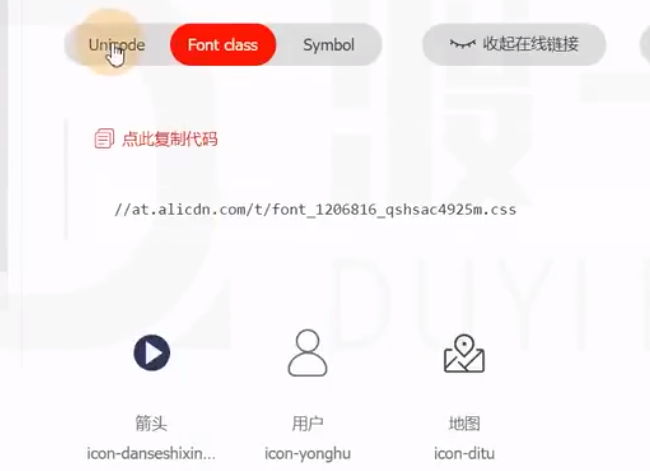 Unicode Font class Symbol 收起在线链接
点此复制代码
//at.alicdn.com/t/font_1206816_qshsac4925m.css
DUYI
箭头 用户 地图
icon-danseshixin... icon-yonghu icon-ditu